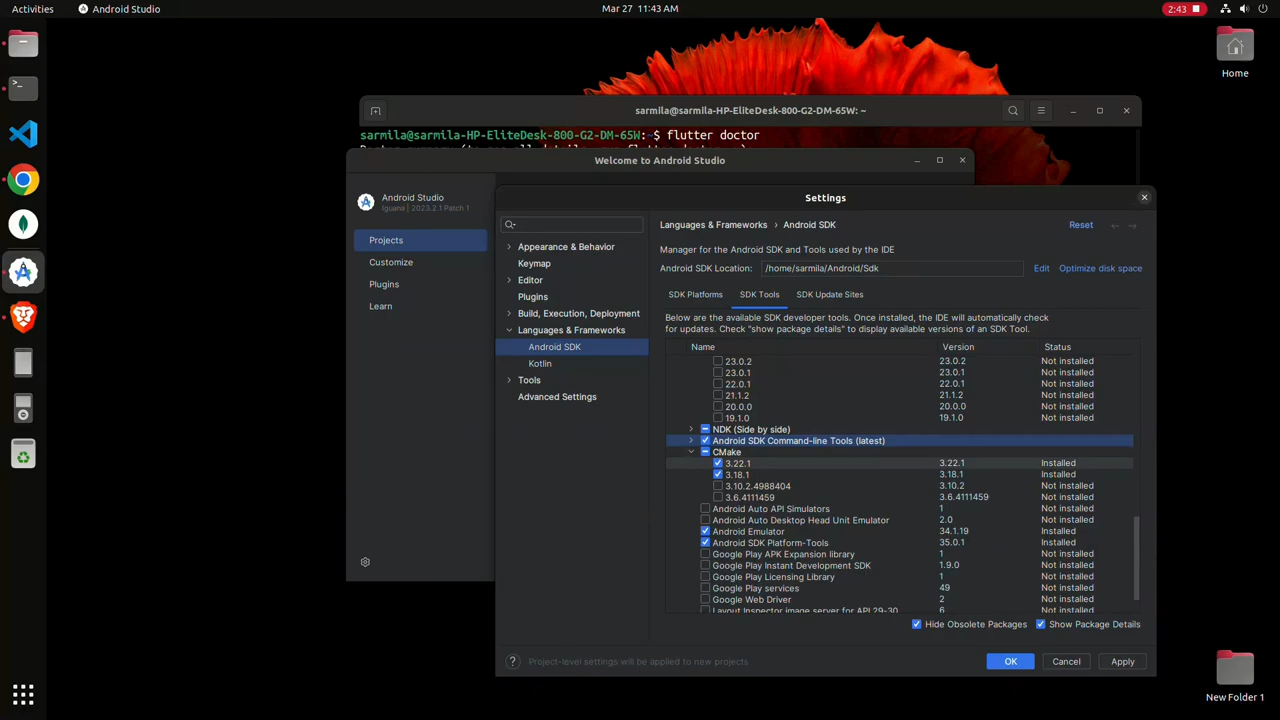 Activities
Android Studio
Mar 27 11:43 AM
2:43
Home
sarmila@sarmila-HP-EliteDesk-800-G2-DM-65W: ~
sarmila@sarmila-HP-EliteDesk-800-G2-DM-65W:~$ flutter doctor
Welcome to Android Studio
Android Studio
Iguana | 2023.2.1 Patch 1
Projects
Customize
Plugins
Learn
Settings
Appearance & Behavior
Keymap
Editor
Plugins
Build, Execution, Deployment
Languages & Frameworks
Android SDK
Kotlin
Tools
Advanced Settings
Languages & Frameworks › Android SDK
Reset
Manager for the Android SDK and Tools used by the IDE
Android SDK Location: /home/sarmila/Android/Sdk Edit Optimize disk space
SDK Platforms SDK Tools SDK Update Sites
Below are the available SDK developer tools. Once installed, the IDE will automatically check
for updates. Check "show package details" to display available versions of an SDK Tool.
Name Version Status
23.0.2 23.0.2 Not installed
23.0.1 23.0.1 Not installed
22.0.1 22.0.1 Not installed
21.1.2 21.1.2 Not installed
20.0.0 20.0.0 Not installed
19.1.0 19.1.0 Not installed
NDK (Side by side)
Android SDK Command-line Tools (latest)
CMake
3.22.1 3.22.1 Installed
3.18.1 3.18.1 Installed
3.10.2.4988404 3.10.2 Not installed
3.6.4111459 3.6.4111459 Not installed
Android Auto API Simulators 1 Not installed
Android Auto Desktop Head Unit Emulator 2.0 Not installed
Android Emulator 34.1.19 Installed
Android SDK Platform-Tools 35.0.1 Installed
Google Play APK Expansion library 1 Not installed
Google Play Instant Development SDK 1.9.0 Not installed
Google Play Licensing Library 1 Not installed
Google Play services 49 Not installed
Google Web Driver 2 Not installed
Layout Inspector image server for API 29-30 6 Not installed
Hide Obsolete Packages Show Package Details
? Project-level settings will be applied to new projects
OK Cancel Apply
New Folder 1